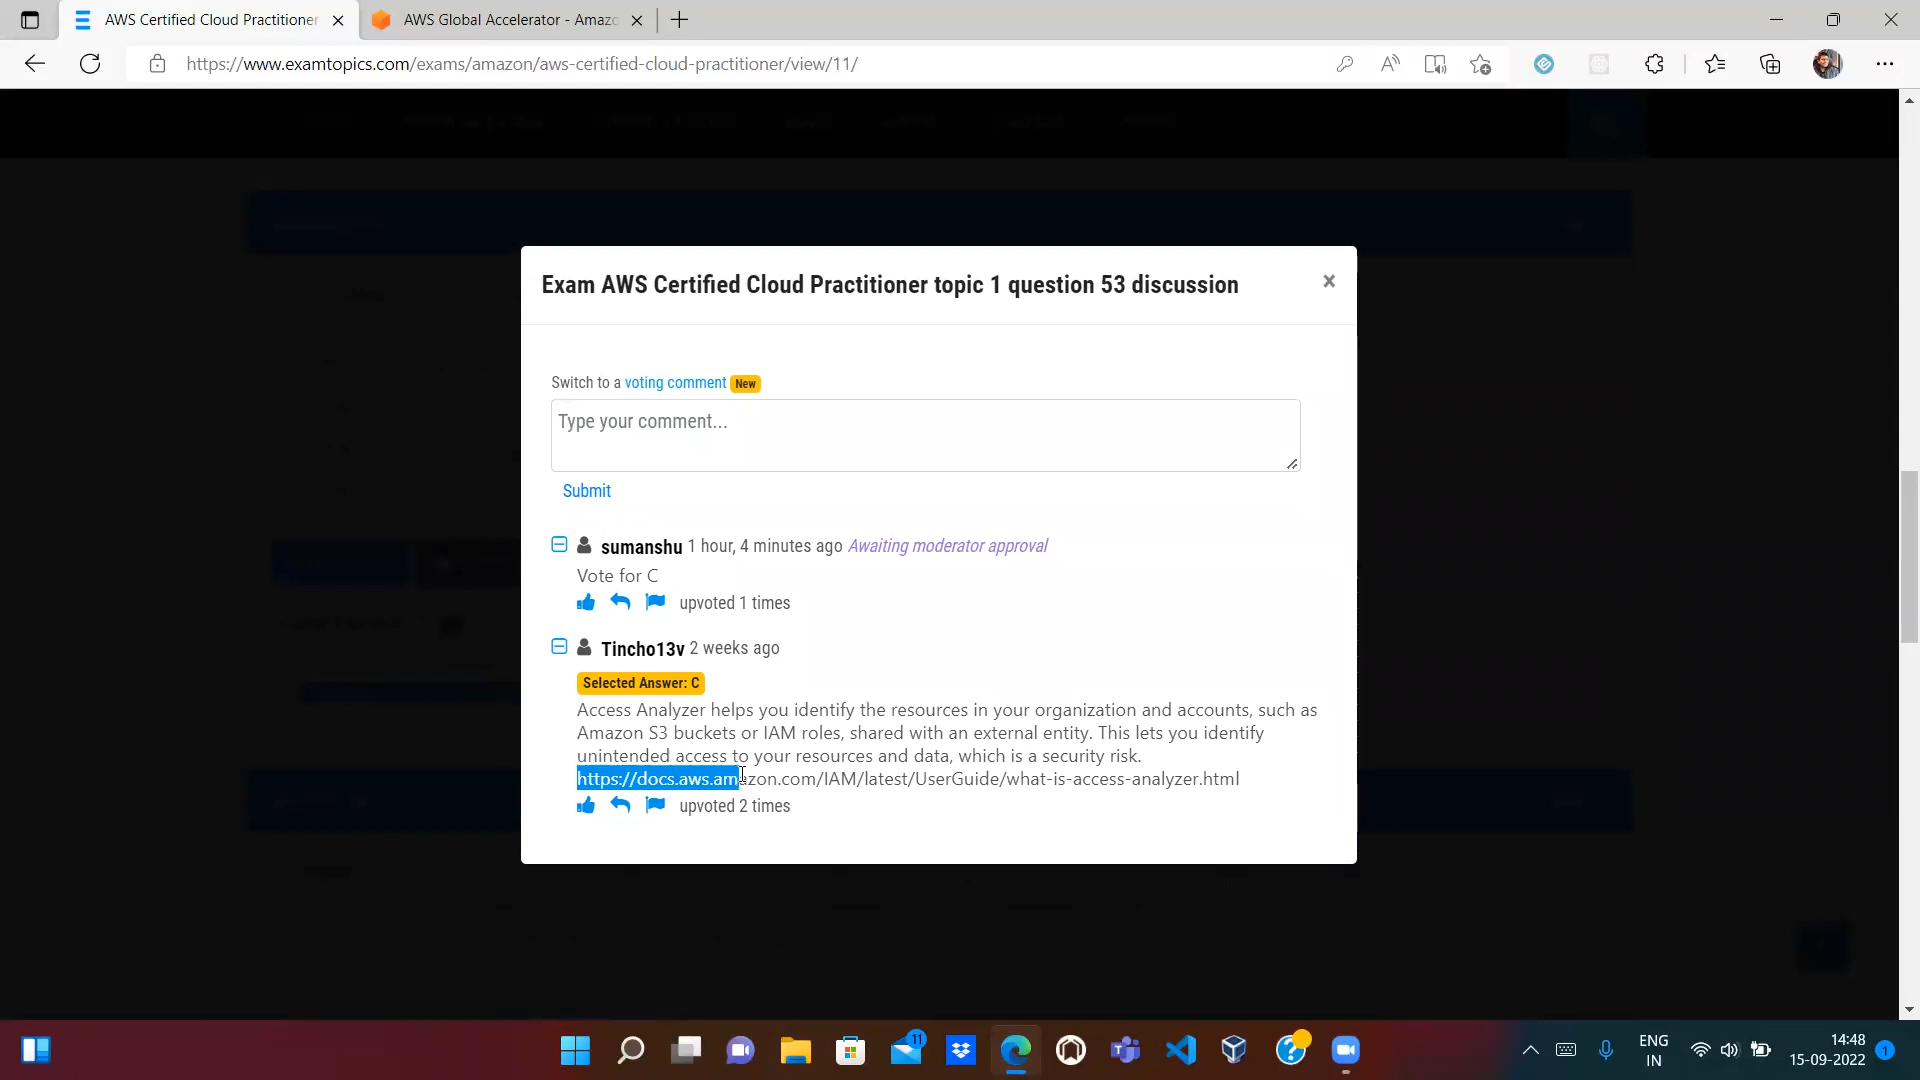 AWS Certified Cloud Practitioner
AWS Global Accelerator - Amazo
https://www.examtopics.com/exams/amazon/aws-certified-cloud-practitioner/view/11/
Exam AWS Certified Cloud Practitioner topic 1 question 53 discussion
×
Switch to a voting comment New
Type your comment...
Submit
sumanshu 1 hour, 4 minutes ago Awaiting moderator approval
Vote for C
upvoted 1 times
Tincho13v 2 weeks ago
Selected Answer: C
Access Analyzer helps you identify the resources in your organization and accounts, such as
Amazon S3 buckets or IAM roles, shared with an external entity. This lets you identify
unintended access to your resources and data, which is a security risk.
https://docs.aws.amazon.com/IAM/latest/UserGuide/what-is-access-analyzer.html
upvoted 2 times
11
ENG
IN
14:48
15-09-2022
1